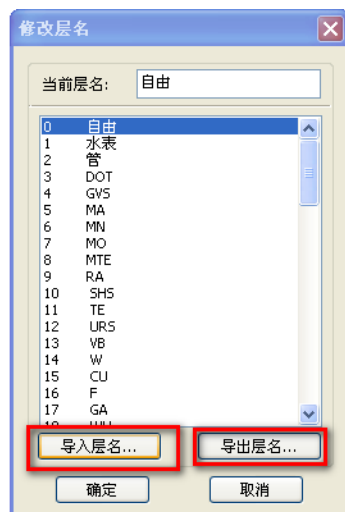 修改层名
当前层名: 自由
0 自由
1 水表
2 管
3 DOT
4 GVS
5 MA
6 MN
7 MO
8 MTE
9 RA
10 SHS
11 TE
12 URS
13 VB
14 W
15 CU
16 F
17 GA
导入层名... 导出层名...
确定 取消